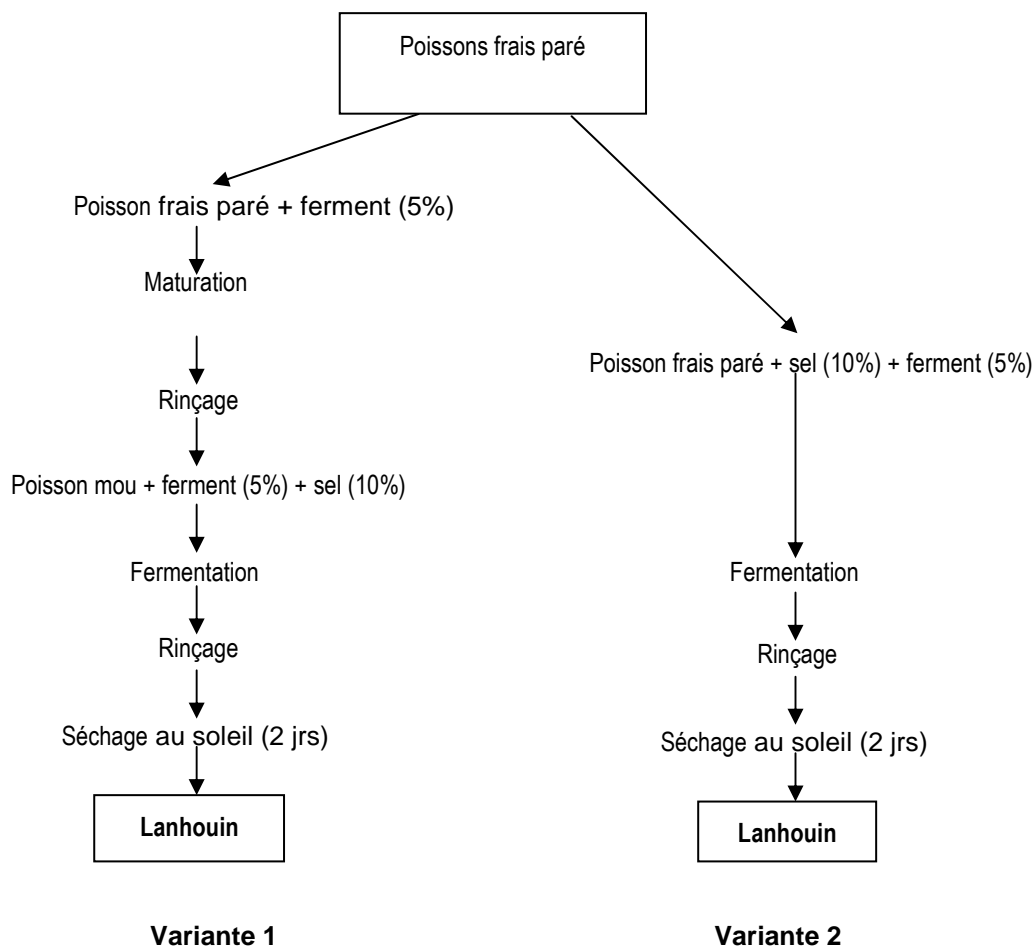 Poissons frais paré
Poisson frais paré + ferment (5%)
Maturation
Rinçage
Poisson mou + ferment (5%) + sel (10%)
Fermentation
Rinçage
Séchage au soleil (2 jrs)
Lanhouin
Variante 1
Poisson frais paré + sel (10%) + ferment (5%)
Fermentation
Rinçage
Séchage au soleil (2 jrs)
Lanhouin
Variante 2